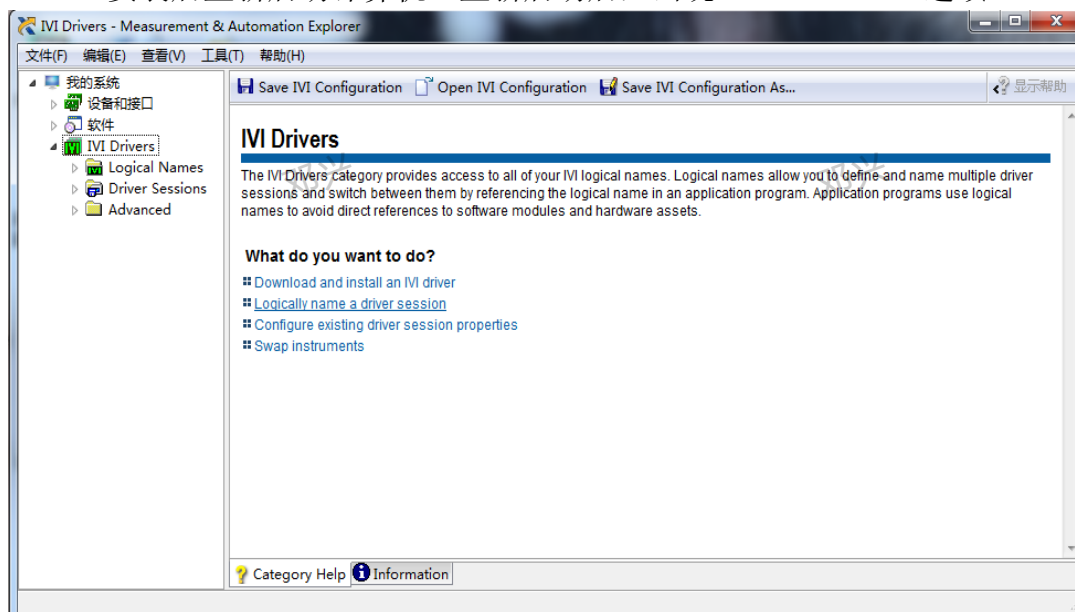 IVI Drivers - Measurement & Automation Explorer
文件(F) 编辑(E) 查看(V) 工具(T) 帮助(H)
我的系统
设备和接口
软件
IVI Drivers
Logical Names
Driver Sessions
Advanced
Save IVI Configuration Open IVI Configuration Save IVI Configuration As... 显示帮助
IVI Drivers
The IVI Drivers category provides access to all of your IVI logical names. Logical names allow you to define and name multiple driver
sessions and switch between them by referencing the logical name in an application program. Application programs use logical
names to avoid direct references to software modules and hardware assets.
What do you want to do?
Download and install an IVI driver
Logically name a driver session
Configure existing driver session properties
Swap instruments
Category Help Information